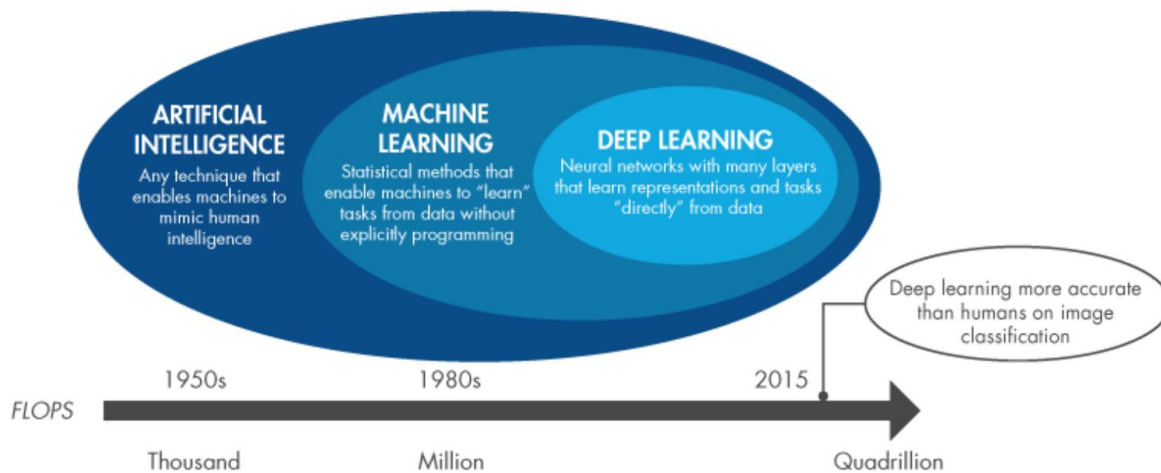 ARTIFICIAL
INTELLIGENCE
Any technique that
enables machines to
mimic human
intelligence
MACHINE
LEARNING
Statistical methods that
enable machines to “learn”
tasks from data without
explicitly programming
DEEP LEARNING
Neural networks with many layers
that learn representations and tasks
“directly” from data
Deep learning more accurate
than humans on image
classification
1950s
1980s
2015
FLOPS
Thousand
Million
Quadrillion